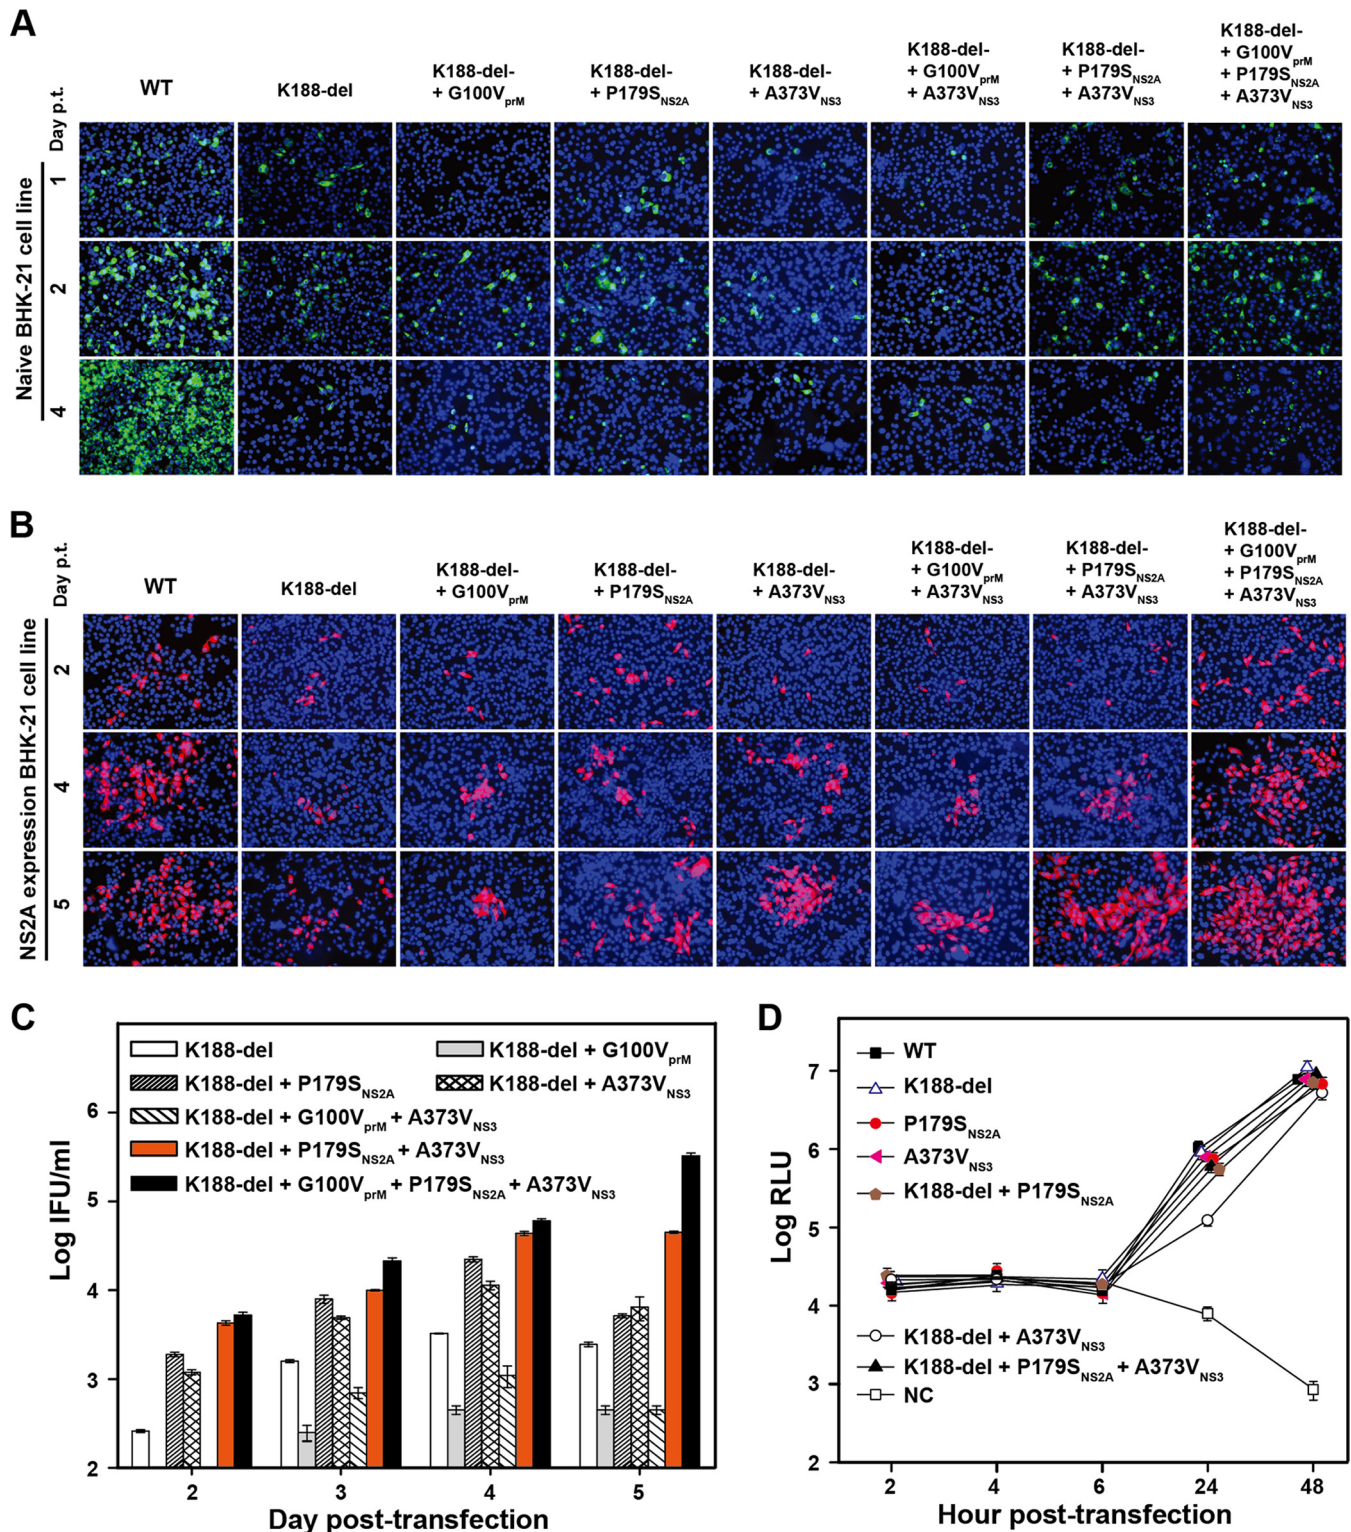 A
Day p.t.
WT
K188-del
K188-del-
+ G100VprM
K188-del-
+ P179SNS2A
K188-del-
+ A373VNS3
K188-del-
+ G100VprM
+ A373VNS3
K188-del-
+ P179SNS2A
+ A373VNS3
K188-del-
+ G100VprM
+ P179SNS2A
+ A373VNS3
Naive BHK-21 cell line
1
2
4
B
Day p.t.
WT
K188-del
K188-del-
+ G100VprM
K188-del-
+ P179SNS2A
K188-del-
+ A373VNS3
K188-del-
+ G100VprM
+ A373VNS3
K188-del-
+ P179SNS2A
+ A373VNS3
K188-del-
+ G100VprM
+ P179SNS2A
+ A373VNS3
NS2A expression BHK-21 cell line
2
4
5
C
K188-del
K188-del + G100VprM
K188-del + P179SNS2A
K188-del + A373VNS3
K188-del + G100VprM + A373VNS3
K188-del + P179SNS2A + A373VNS3
K188-del + G100VprM + P179SNS2A + A373VNS3
Log IFU/ml
6
5
4
3
2
2 3 4 5
Day post-transfection
D
WT
K188-del
P179SNS2A
A373VNS3
K188-del + P179SNS2A
K188-del + A373VNS3
K188-del + P179SNS2A + A373VNS3
NC
Log RLU
7
6
5
4
3
2
2 4 6 24 48
Hour post-transfection